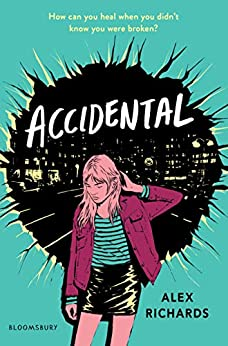 How can you heal when you didn't
know you were broken?
ACCIDENTAL
ALEX
RICHARDS
BLOOMSBURY